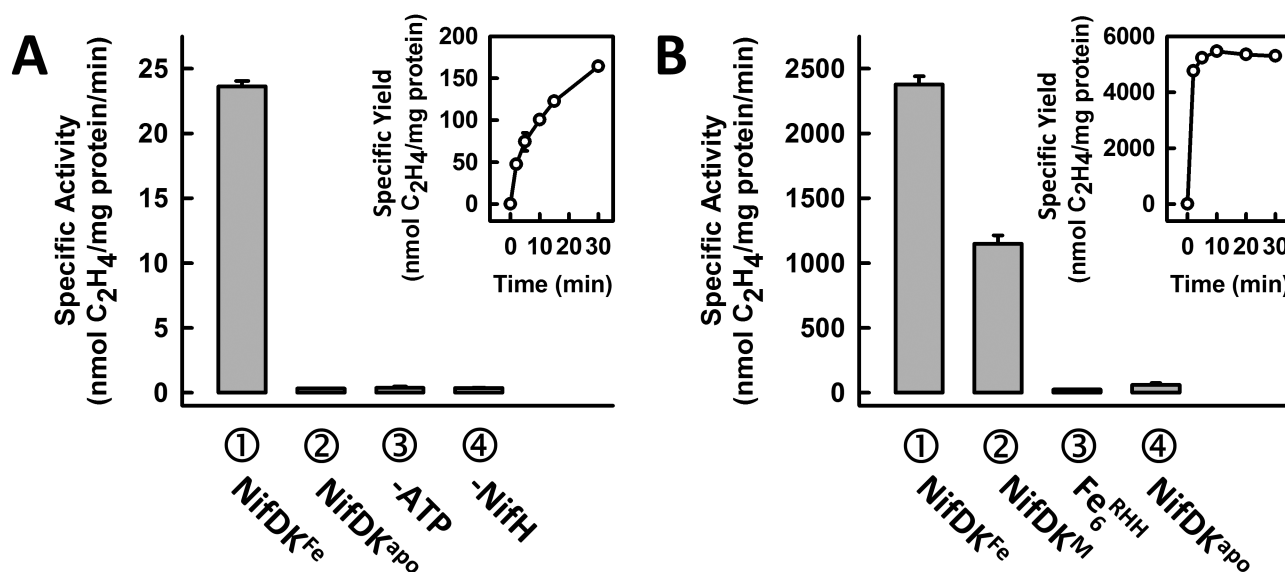 A
Specific Activity
(nmol C₂H₄/mg protein/min)
25
20
15
10
5
0
① NifDKᶠᵉ
② NifDKᵃᵖᵒ
③ -ATP
④ -NifH
Specific Yield
(nmol C₂H₄/mg protein)
200
150
100
50
0
0 10 20 30
Time (min)
B
Specific Activity
(nmol C₂H₄/mg protein/min)
2500
2000
1500
1000
500
0
① NifDKᶠᵉ
② NifDKᴹ
③ Fe₆ᴿᴴᴴ
④ NifDKᵃᵖᵒ
Specific Yield
(nmol C₂H₄/mg protein)
6000
4000
2000
0
0 10 20 30
Time (min)